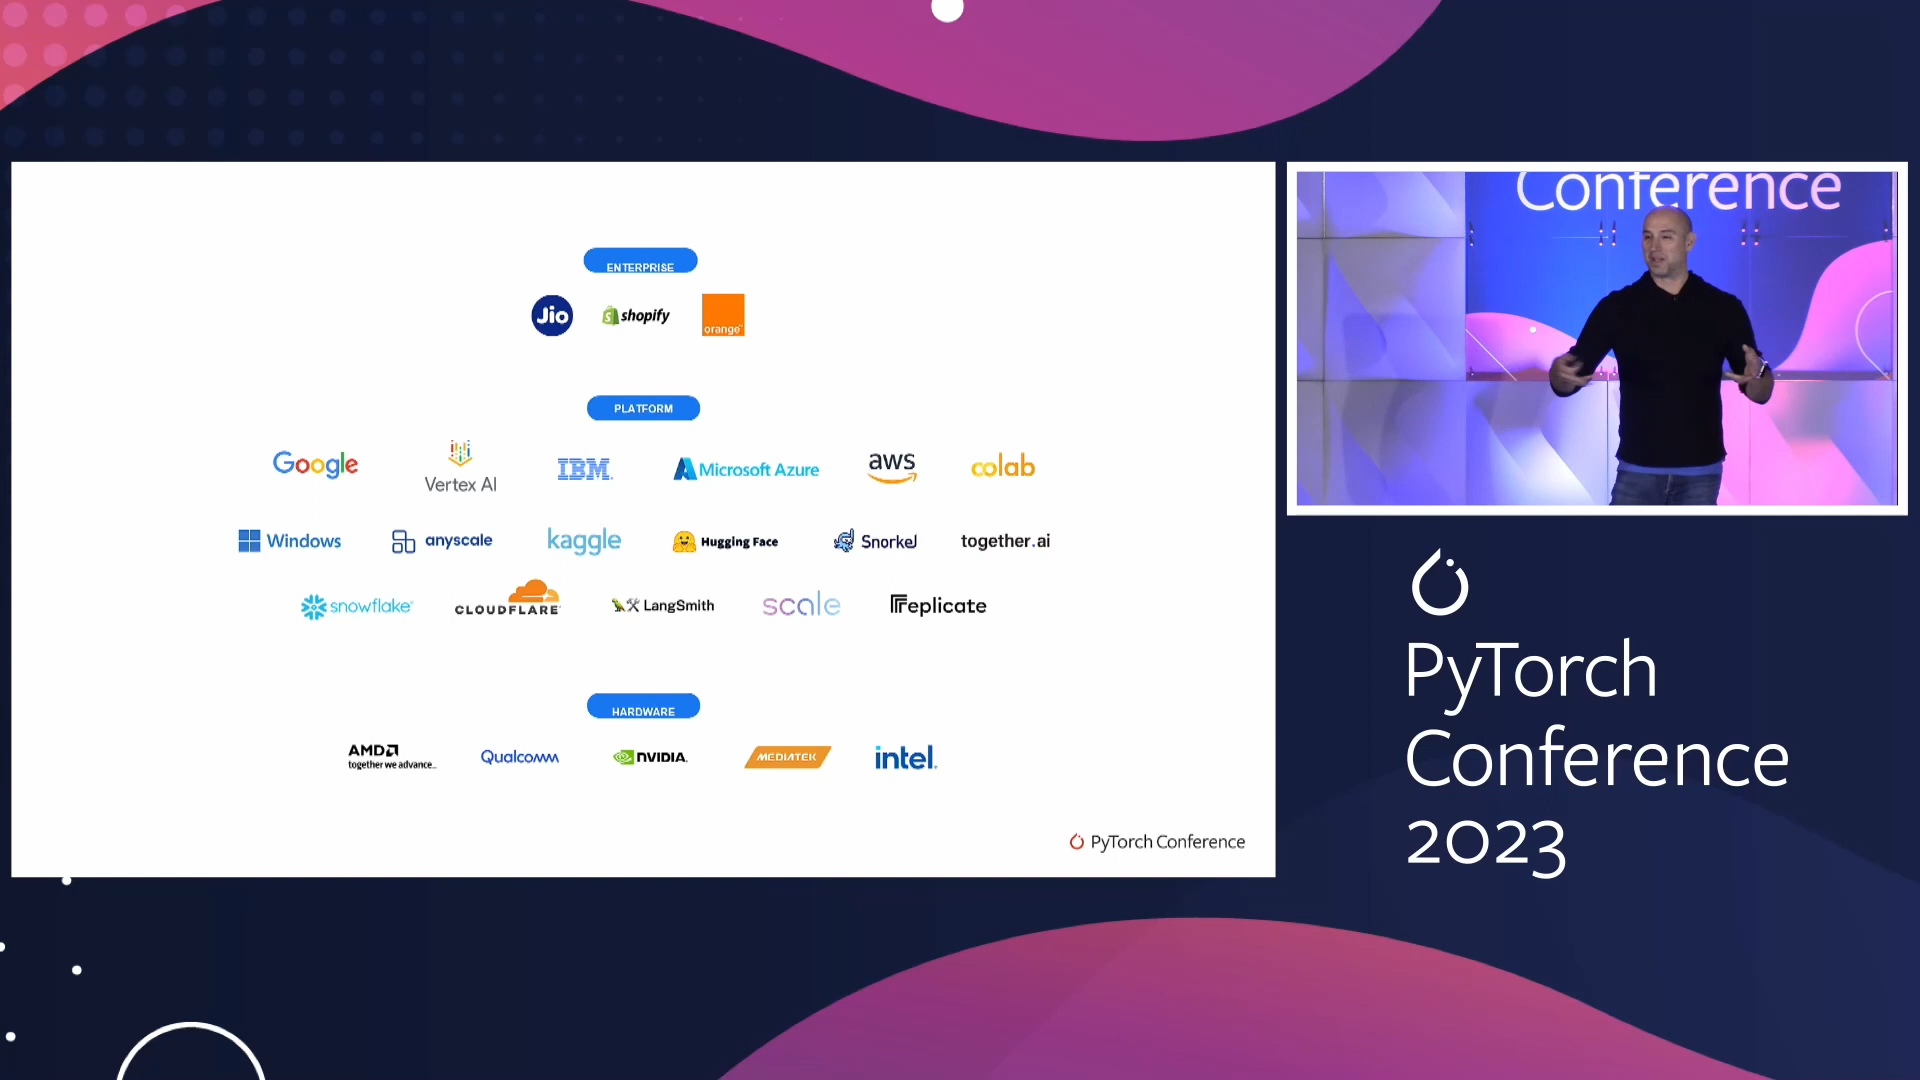 Conference
ENTERPRISE
Jio shopify orange
PLATFORM
Google Vertex AI IBM Microsoft Azure aws colab
Windows anyscale kaggle Hugging Face Snorkel together.ai
snowflake CLOUDFLARE LangSmith scale replicate
HARDWARE
AMD together we advance_ Qualcomm NVIDIA. MEDIATEK intel.
PyTorch Conference
PyTorch
Conference
2023